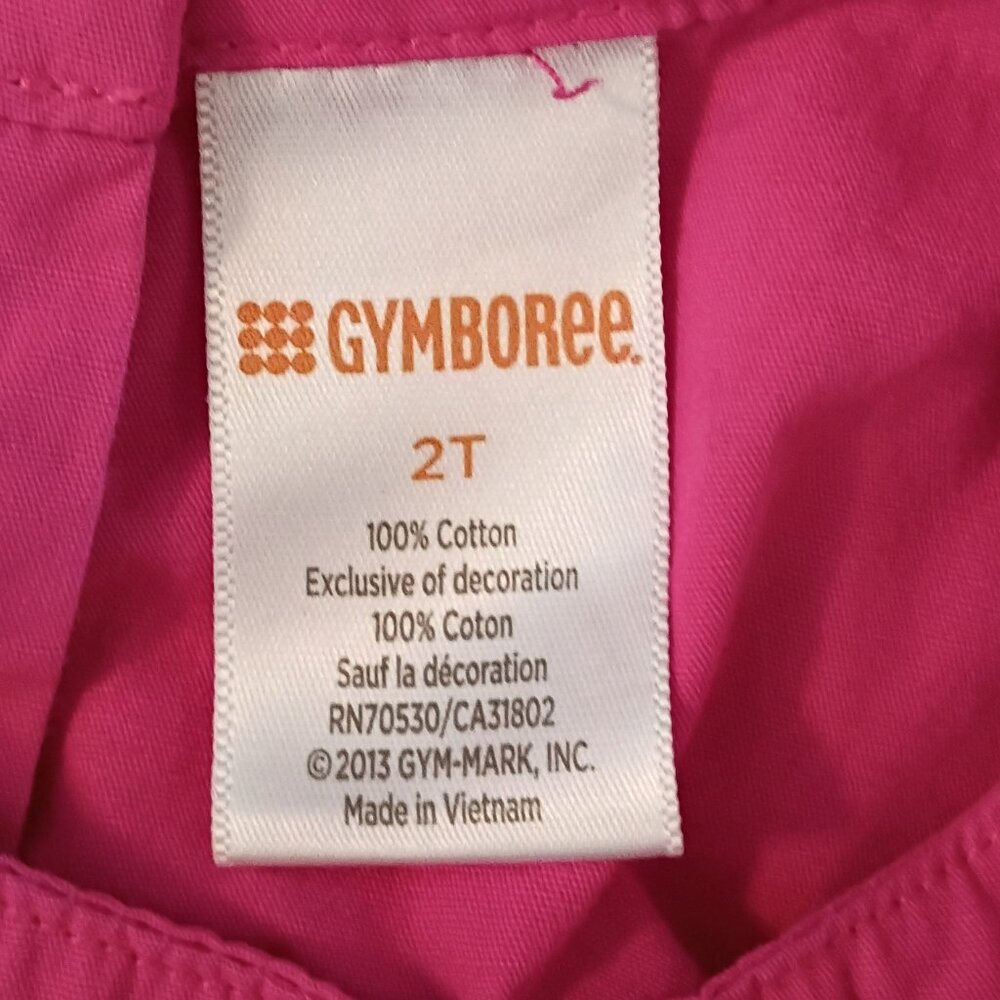 GYMBOREE.
2T
100% Cotton
Exclusive of decoration
100% Coton
Sauf la décoration
RN70530/CA31802
©2013 GYM-MARK, INC.
Made in Vietnam